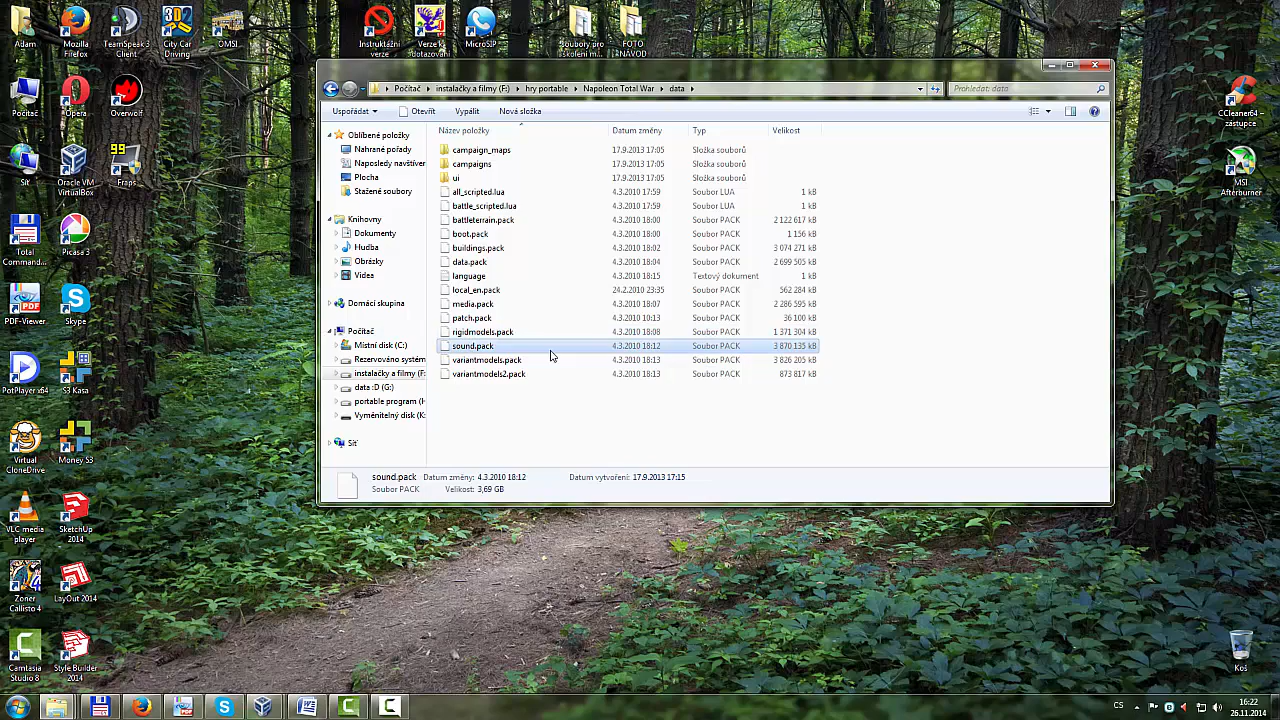 Adam
Mozilla Firefox
TeamSpeak 3 Client
City Car Driving
OMSI
Instruktážní verze
Verze k dotazování
MicroSIP
Soubory pro školení m...
FOTO NÁVOD
Počítač
Opera
Overwolf
Síť
Oracle VM VirtualBox
99
Fraps
Total Command...
Picasa 3
PDF-Viewer
Skype
PotPlayer x64
S3 Kasa
Virtual CloneDrive
Money S3
VLC media player
SketchUp 2014
Zoner Callisto 4
LayOut 2014
Camtasia Studio 8
Style Builder 2014
CCleaner64 – zástupce
MSI Afterburner
Koš
Počítač
instalačky a filmy (F:)
hry portable
Napoleon Total War
data
Prohledat: data
Uspořádat
Otevřít
Vypálit
Nová složka
Oblíbené položky
Nahrané pořady
Naposledy navštíven
Plocha
Stažené soubory
Knihovny
Dokumenty
Hudba
Obrázky
Videa
Domácí skupina
Počítač
Místní disk (C:)
Rezervováno systém
instalačky a filmy (F:
data :D (G:)
portable program (H
Vyměnitelný disk (K:
Síť
Název položky Datum změny Typ Velikost
campaign_maps 17.9.2013 17:05 Složka souborů
campaigns 17.9.2013 17:05 Složka souborů
ui 17.9.2013 17:05 Složka souborů
all_scripted.lua 4.3.2010 17:59 Soubor LUA 1 kB
battle_scripted.lua 4.3.2010 17:59 Soubor LUA 1 kB
battleterrain.pack 4.3.2010 18:00 Soubor PACK 2 122 617 kB
boot.pack 4.3.2010 18:00 Soubor PACK 1 156 kB
buildings.pack 4.3.2010 18:02 Soubor PACK 3 074 271 kB
data.pack 4.3.2010 18:04 Soubor PACK 2 699 505 kB
language 4.3.2010 18:15 Textový dokument 1 kB
local_en.pack 24.2.2010 23:35 Soubor PACK 562 284 kB
media.pack 4.3.2010 18:07 Soubor PACK 2 286 595 kB
patch.pack 4.3.2010 10:13 Soubor PACK 36 100 kB
rigidmodels.pack 4.3.2010 18:08 Soubor PACK 1 371 304 kB
sound.pack 4.3.2010 18:12 Soubor PACK 3 870 135 kB
variantmodels.pack 4.3.2010 18:13 Soubor PACK 3 826 205 kB
variantmodels2.pack 4.3.2010 18:13 Soubor PACK 873 817 kB
sound.pack Datum změny: 4.3.2010 18:12 Datum vytvoření: 17.9.2013 17:15
Soubor PACK Velikost: 3,69 GB
CS
16:22
26.11.2014